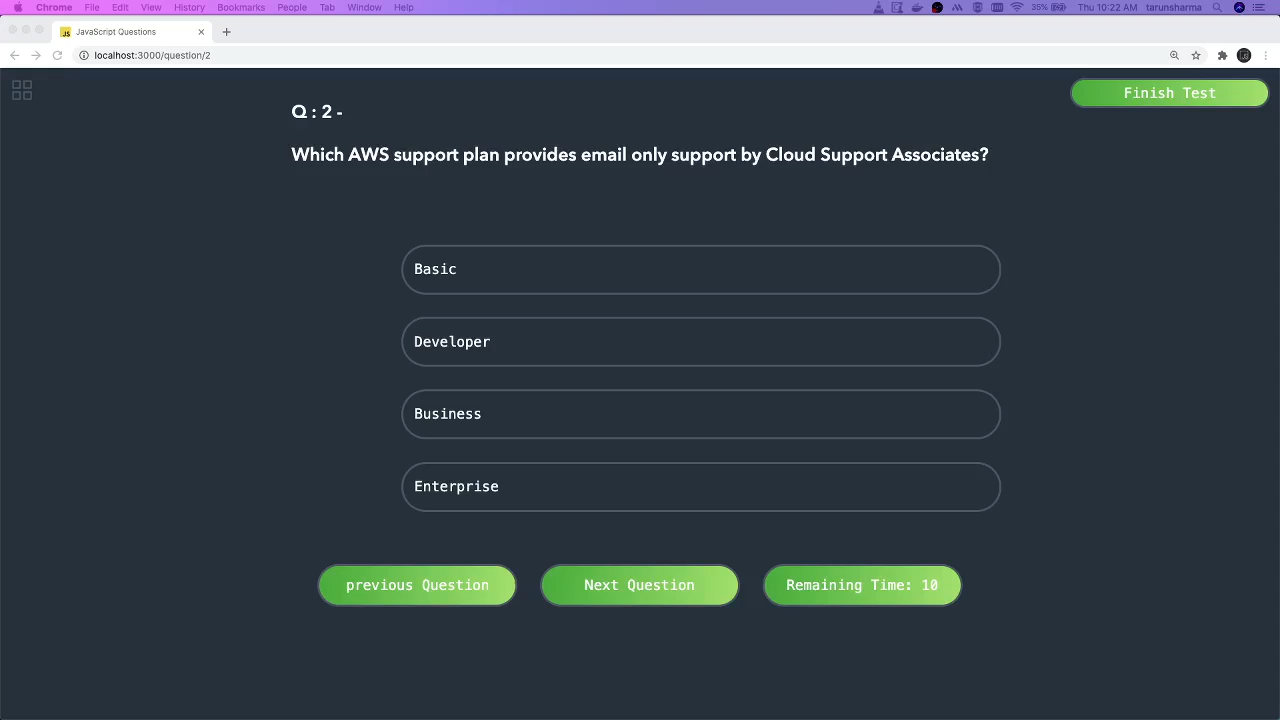 Chrome File Edit View History Bookmarks People Tab Window Help 35% Thu 10:22 AM tarunsharma
JS JavaScript Questions
localhost:3000/question/2
Finish Test
Q : 2 -
Which AWS support plan provides email only support by Cloud Support Associates?
Basic
Developer
Business
Enterprise
previous Question Next Question Remaining Time: 10